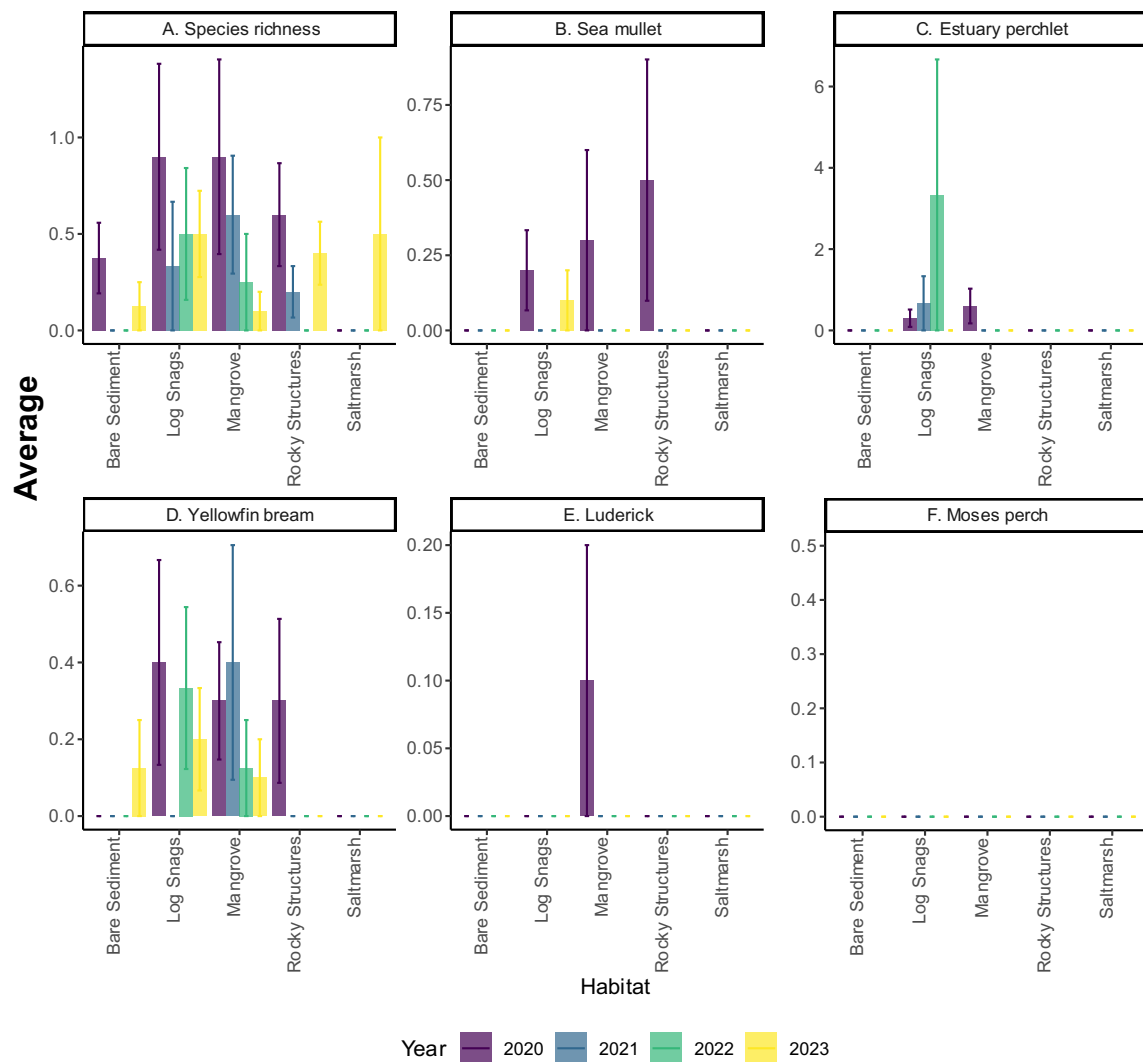 A. Species richness
B. Sea mullet
C. Estuary perchlet
1.0
0.5
0.0
0.75
0.50
0.25
0.00
6
4
2
0
Bare Sediment
Log Snags
Mangrove
Rocky Structures
Saltmarsh
Bare Sediment
Log Snags
Mangrove
Rocky Structures
Saltmarsh
Bare Sediment
Log Snags
Mangrove
Rocky Structures
Saltmarsh
Average
D. Yellowfin bream
E. Luderick
F. Moses perch
0.6
0.4
0.2
0.0
0.20
0.15
0.10
0.05
0.00
0.5
0.4
0.3
0.2
0.1
0.0
Bare Sediment
Log Snags
Mangrove
Rocky Structures
Saltmarsh
Bare Sediment
Log Snags
Mangrove
Rocky Structures
Saltmarsh
Bare Sediment
Log Snags
Mangrove
Rocky Structures
Saltmarsh
Habitat
Year 2020 2021 2022 2023